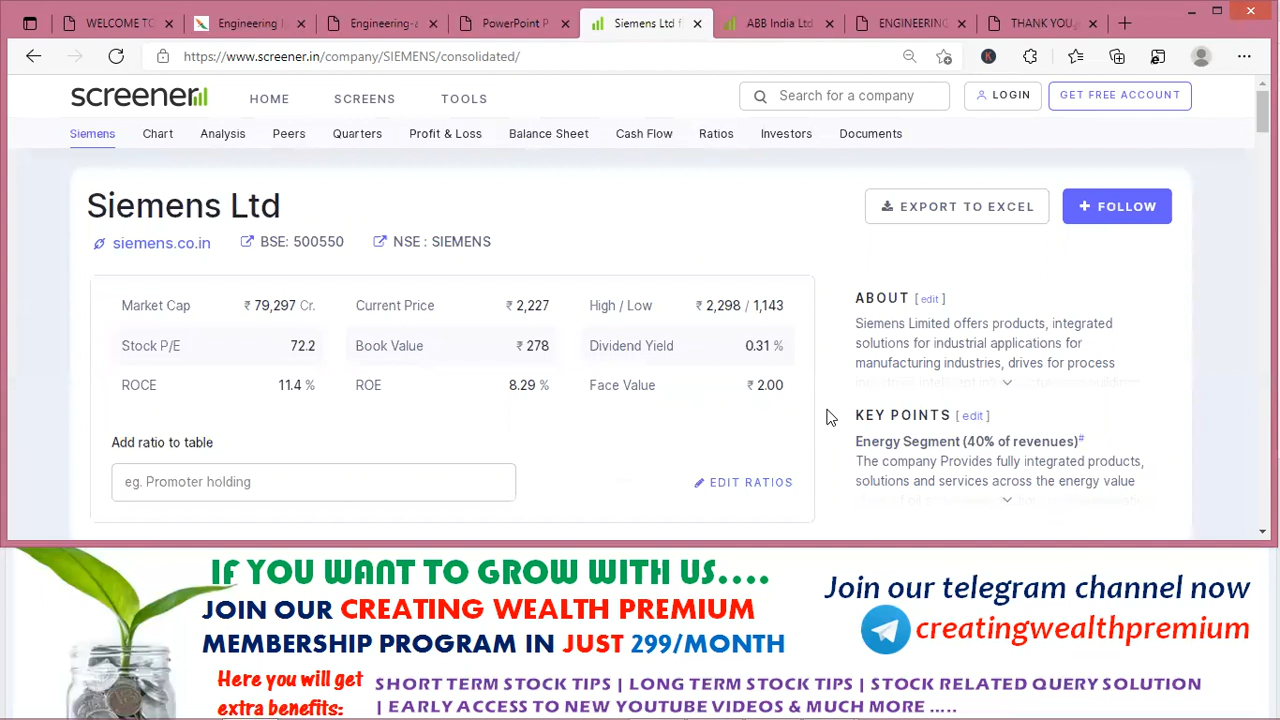 WELCOME TO
Engineering I
Engineering-a
PowerPoint P
Siemens Ltd f
ABB India Ltd
ENGINEERING
THANK YOU
https://www.screener.in/company/SIEMENS/consolidated/
screener
HOME
SCREENS
TOOLS
Search for a company
LOGIN
GET FREE ACCOUNT
Siemens
Chart
Analysis
Peers
Quarters
Profit & Loss
Balance Sheet
Cash Flow
Ratios
Investors
Documents
Siemens Ltd
EXPORT TO EXCEL
+ FOLLOW
siemens.co.in
BSE: 500550
NSE : SIEMENS
Market Cap ₹ 79,297 Cr.
Current Price ₹ 2,227
High / Low ₹ 2,298 / 1,143
Stock P/E 72.2
Book Value ₹ 278
Dividend Yield 0.31 %
ROCE 11.4 %
ROE 8.29 %
Face Value ₹ 2.00
Add ratio to table
eg. Promoter holding
EDIT RATIOS
ABOUT [ edit ]
Siemens Limited offers products, integrated
solutions for industrial applications for
manufacturing industries, drives for process
KEY POINTS [ edit ]
Energy Segment (40% of revenues)#
The company Provides fully integrated products,
solutions and services across the energy value
IF YOU WANT TO GROW WITH US....
JOIN OUR CREATING WEALTH PREMIUM
MEMBERSHIP PROGRAM IN JUST 299/MONTH
Join our telegram channel now
creatingwealthpremium
Here you will get
extra benefits:
SHORT TERM STOCK TIPS | LONG TERM STOCK TIPS | STOCK RELATED QUERY SOLUTION
| EARLY ACCESS TO NEW YOUTUBE VIDEOS & MUCH MORE .....